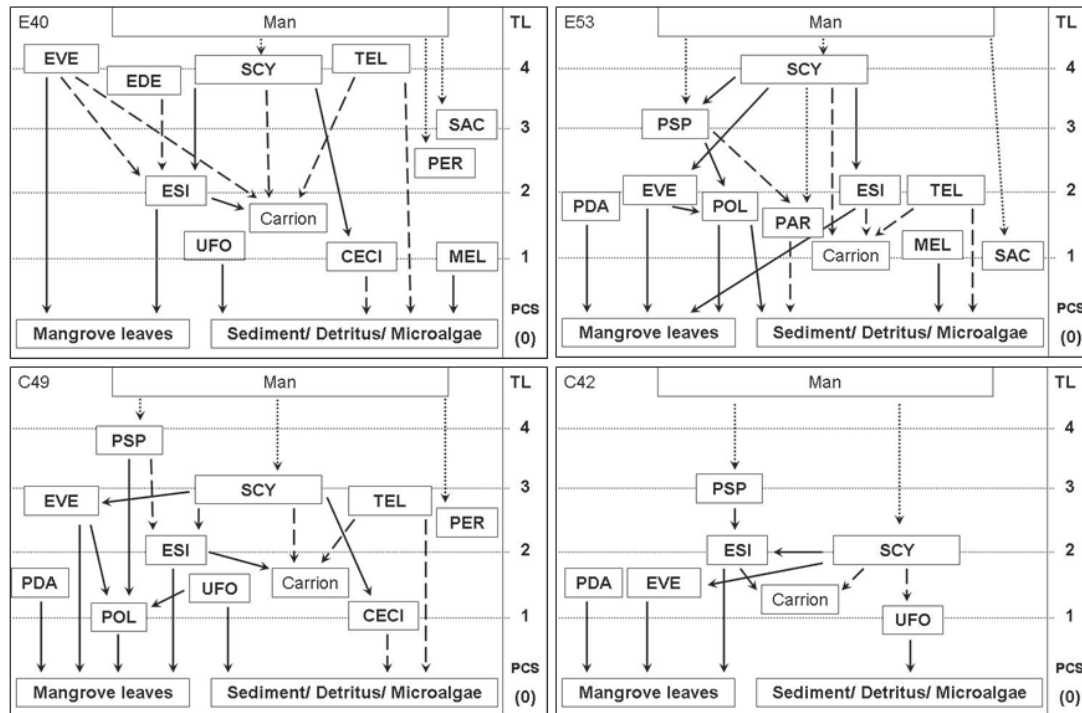 E40 Man TL
EVE SCY TEL 4
EDE
SAC 3
PER
ESI 2
Carrion
UFO CECI MEL 1
PCS
Mangrove leaves Sediment/ Detritus/ Microalgae (0)
E53 Man TL
SCY 4
PSP 3
EVE ESI TEL 2
PDA POL PAR
Carrion MEL SAC 1
PCS
Mangrove leaves Sediment/ Detritus/ Microalgae (0)
C49 Man TL
PSP 4
EVE SCY TEL 3
PER
ESI 2
PDA UFO Carrion
POL CECI 1
PCS
Mangrove leaves Sediment/ Detritus/ Microalgae (0)
C42 Man TL
4
PSP 3
ESI SCY 2
PDA EVE Carrion
UFO 1
PCS
Mangrove leaves Sediment/ Detritus/ Microalgae (0)